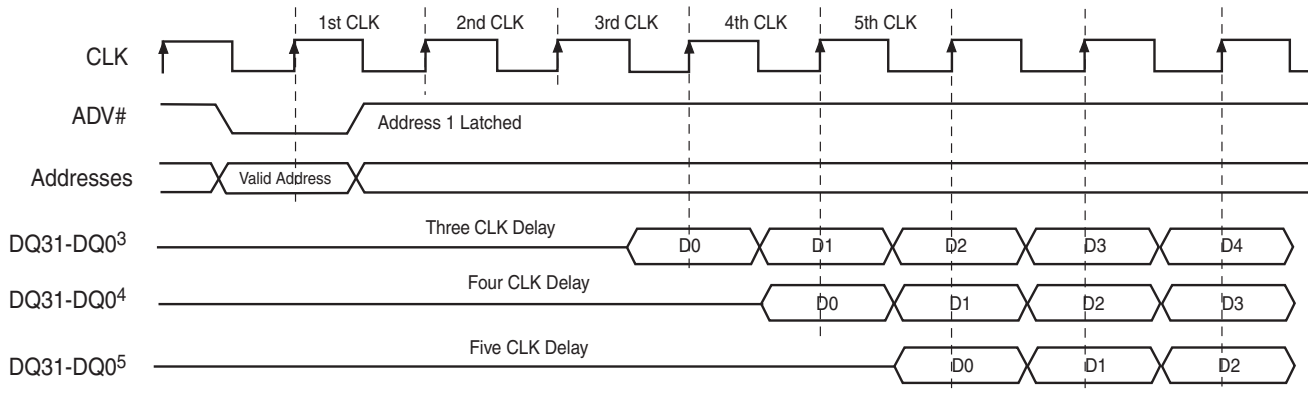 1st CLK 2nd CLK 3rd CLK 4th CLK 5th CLK
CLK
ADV# Address 1 Latched
Addresses Valid Address
DQ31-DQ0³ Three CLK Delay D0 D1 D2 D3 D4
DQ31-DQ0⁴ Four CLK Delay D0 D1 D2 D3
DQ31-DQ0⁵ Five CLK Delay D0 D1 D2